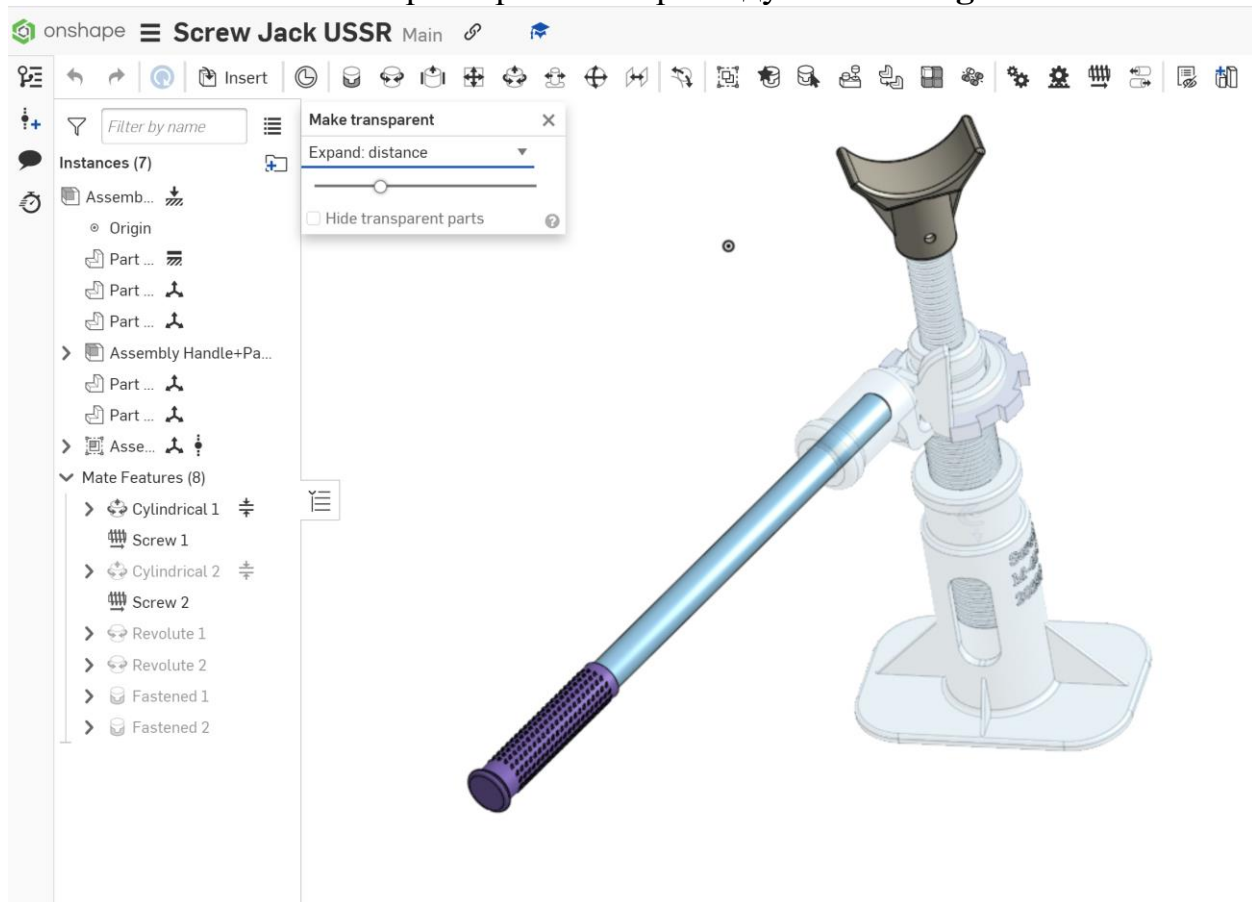 onshape Screw Jack USSR Main
Insert
Filter by name
Make transparent
Expand: distance
Hide transparent parts
Instances (7)
Assemb...
Origin
Part ...
Part ...
Part ...
Assembly Handle+Pa...
Part ...
Part ...
Asse...
Mate Features (8)
Cylindrical 1
Screw 1
Cylindrical 2
Screw 2
Revolute 1
Revolute 2
Fastened 1
Fastened 2